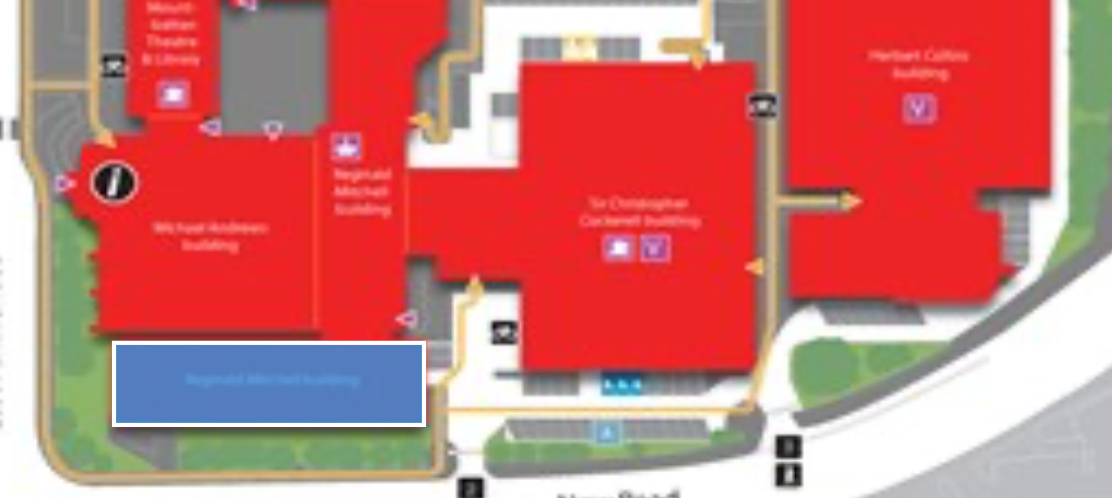 Mount-
batten
Theatre
& Library
Herbert Collins
building
Reginald
Mitchell
building
Sir Christopher
Cockerell building
Michael Andrews
building
Reginald Mitchell building
New Road